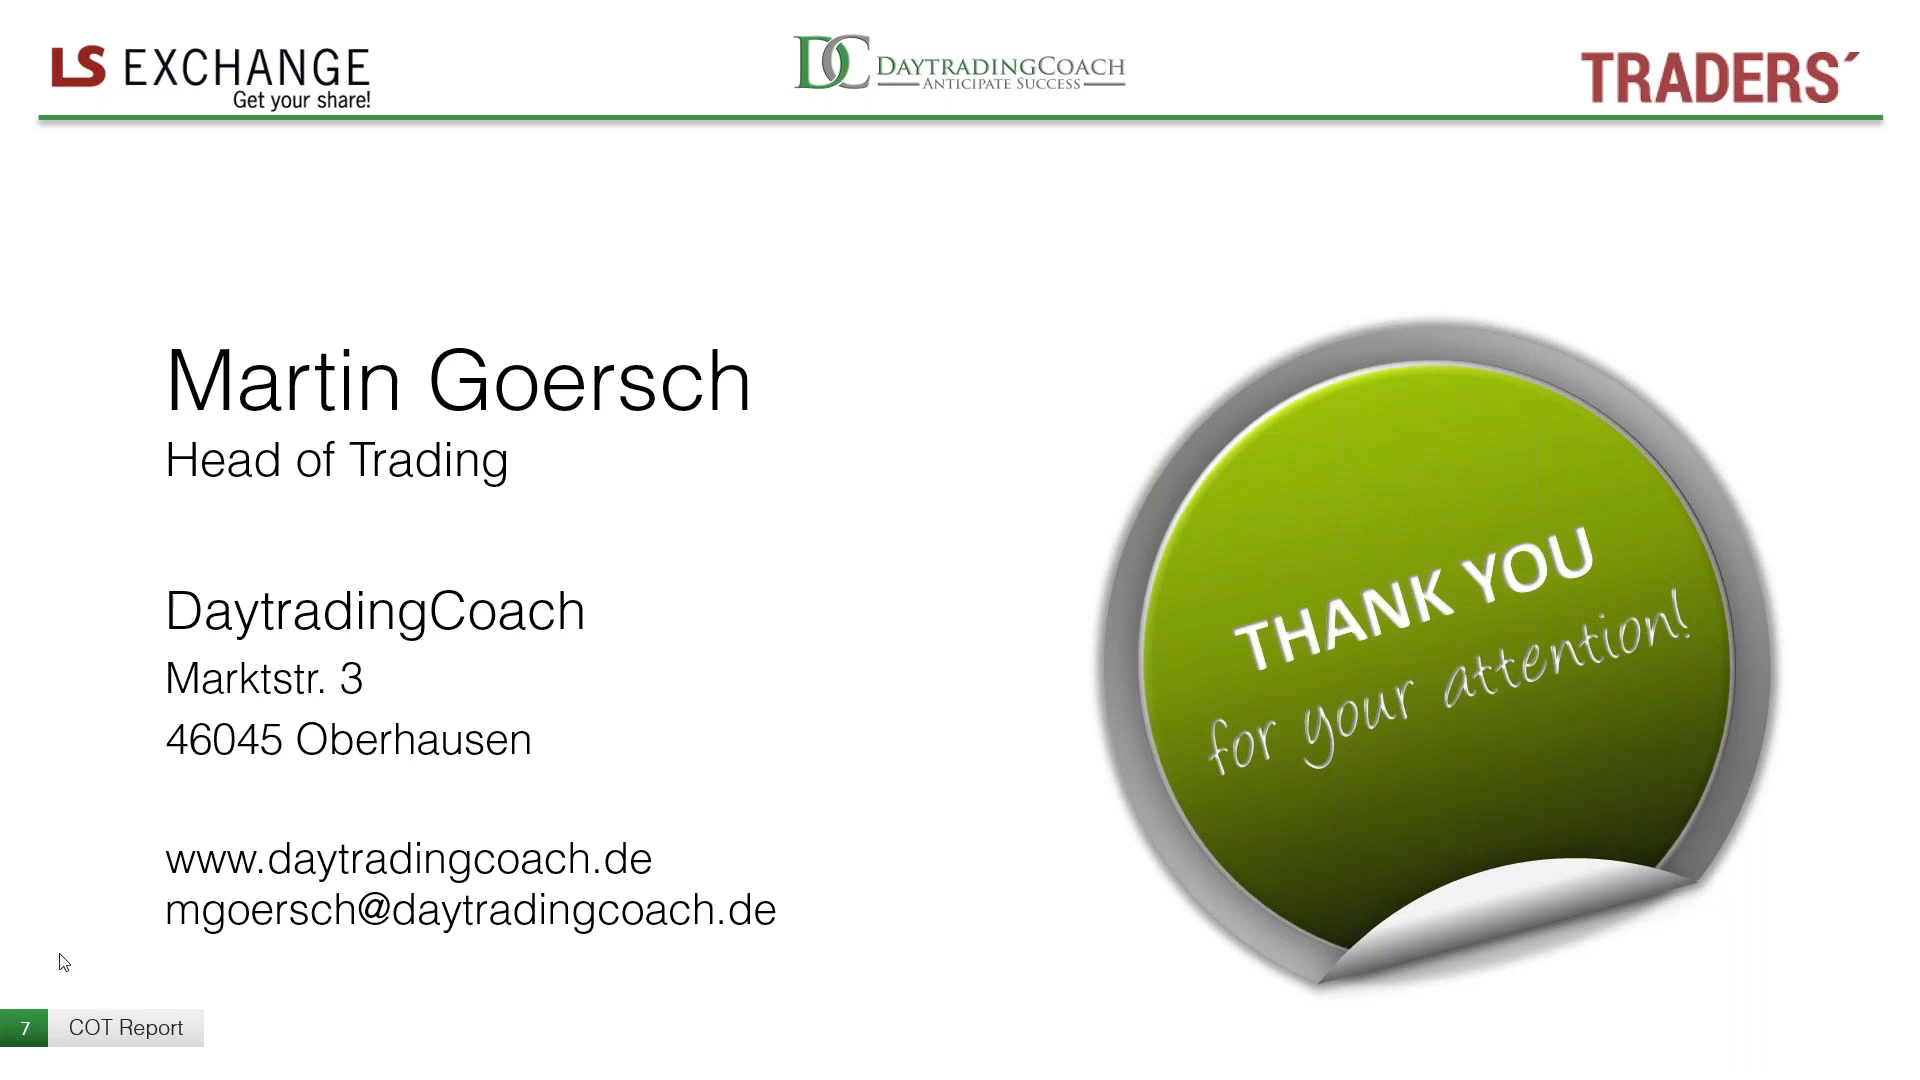 LS EXCHANGE
Get your share!
DC DAYTRADINGCOACH
ANTICIPATE SUCCESS
TRADERS´
Martin Goersch
Head of Trading
DaytradingCoach
Marktstr. 3
46045 Oberhausen
www.daytradingcoach.de
mgoersch@daytradingcoach.de
THANK YOU
for your attention!
7 COT Report